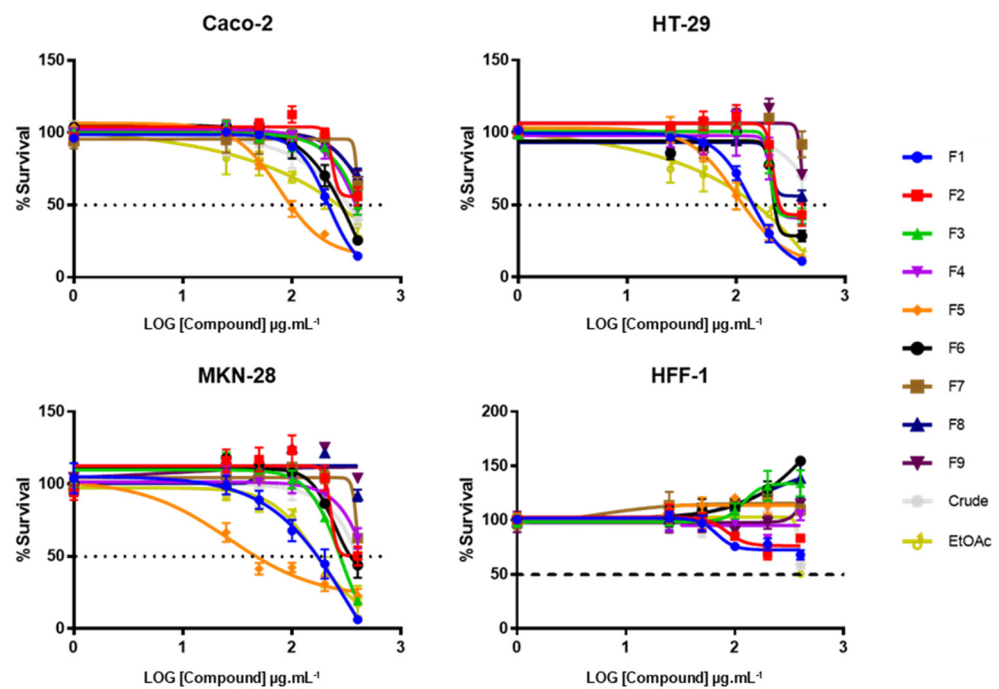 Caco-2
150
100
50
0
%Survival
0 1 2 3
LOG [Compound] µg.mL-1
HT-29
150
100
50
0
%Survival
0 1 2 3
LOG [Compound] µg.mL-1
MKN-28
150
100
50
0
%Survival
0 1 2 3
LOG [Compound] µg.mL-1
HFF-1
200
150
100
50
0
%Survival
0 1 2 3
LOG [Compound] µg.mL-1
F1
F2
F3
F4
F5
F6
F7
F8
F9
Crude
EtOAc